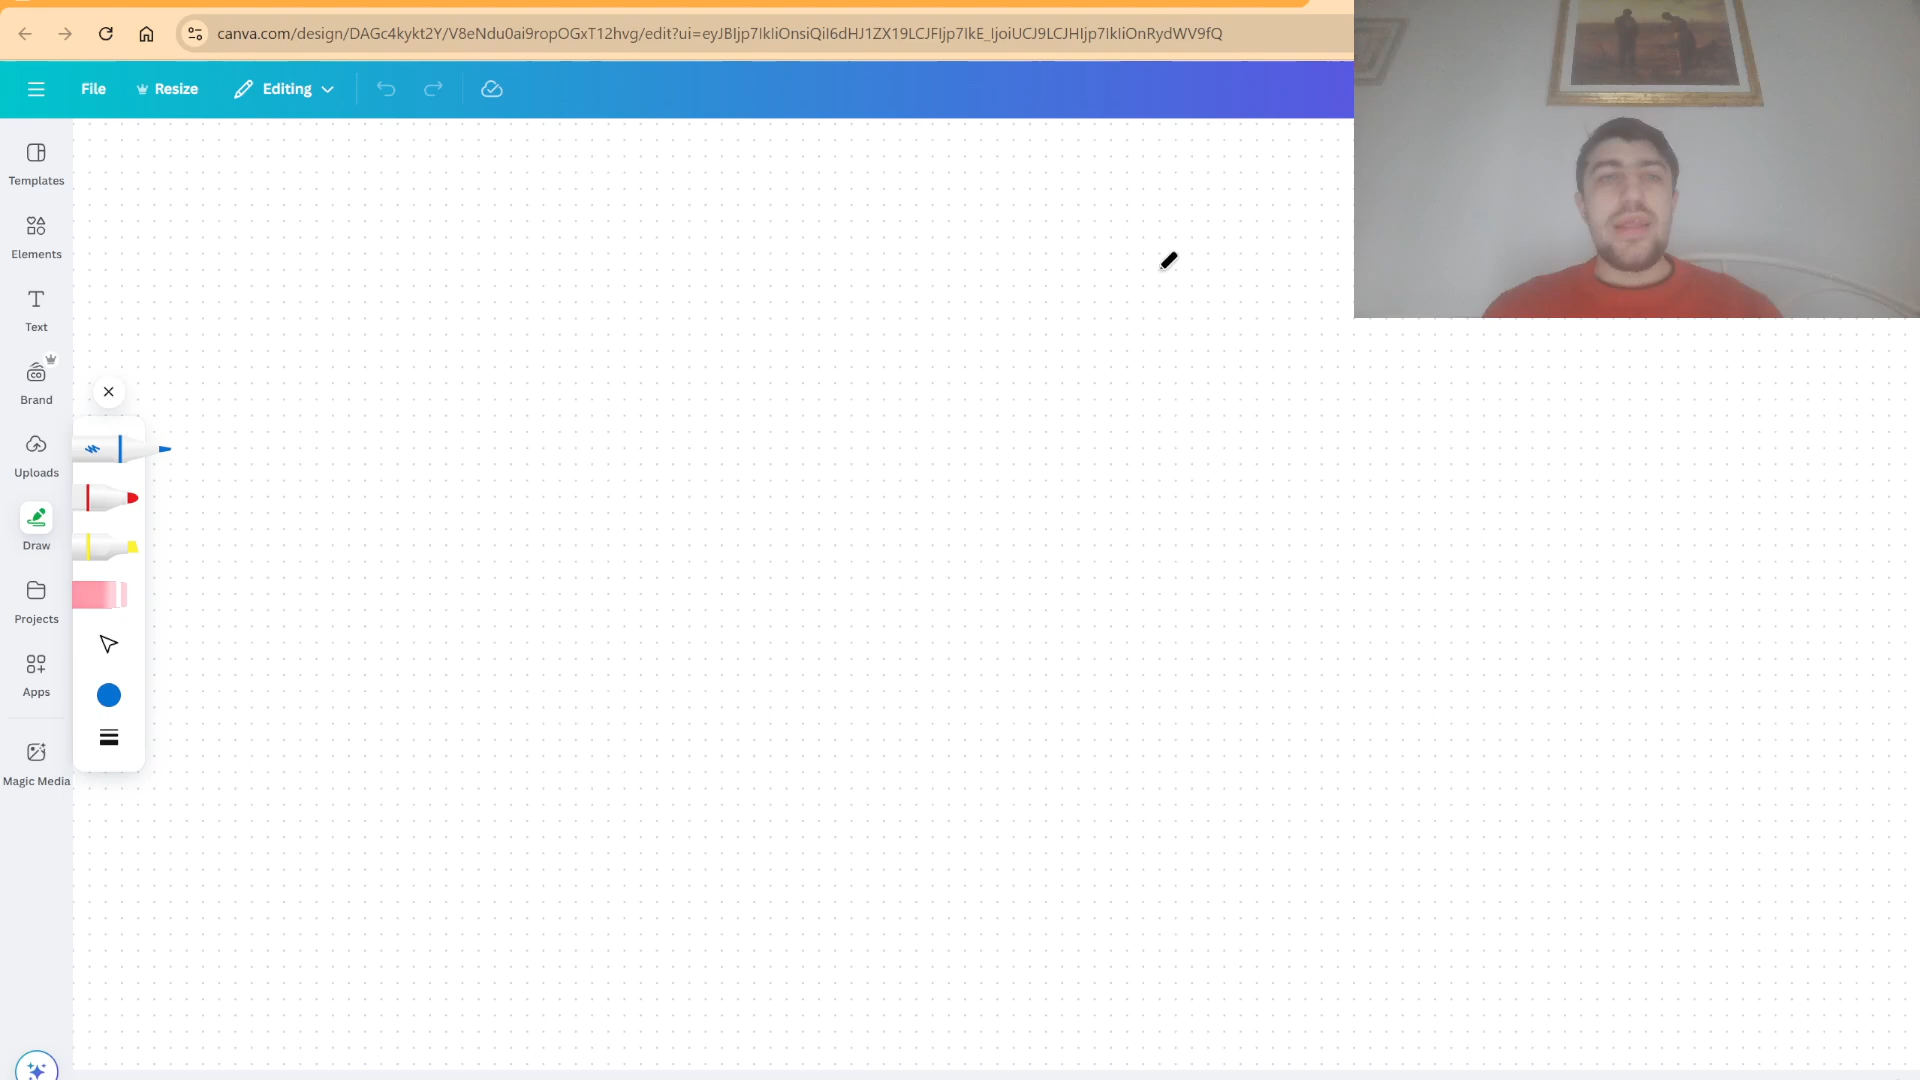 canva.com/design/DAGc4kykt2Y/V8eNdu0ai9ropOGxT12hvg/edit?ui=eyJBIjp7IkIiOnsiQiI6dHJ1ZX19LCJFIjp7IkE_IjoiUCJ9LCJHIjp7IkIiOnRydWV9fQ
File
Resize
Editing
Templates
Elements
Text
Brand
Uploads
Draw
Projects
Apps
Magic Media